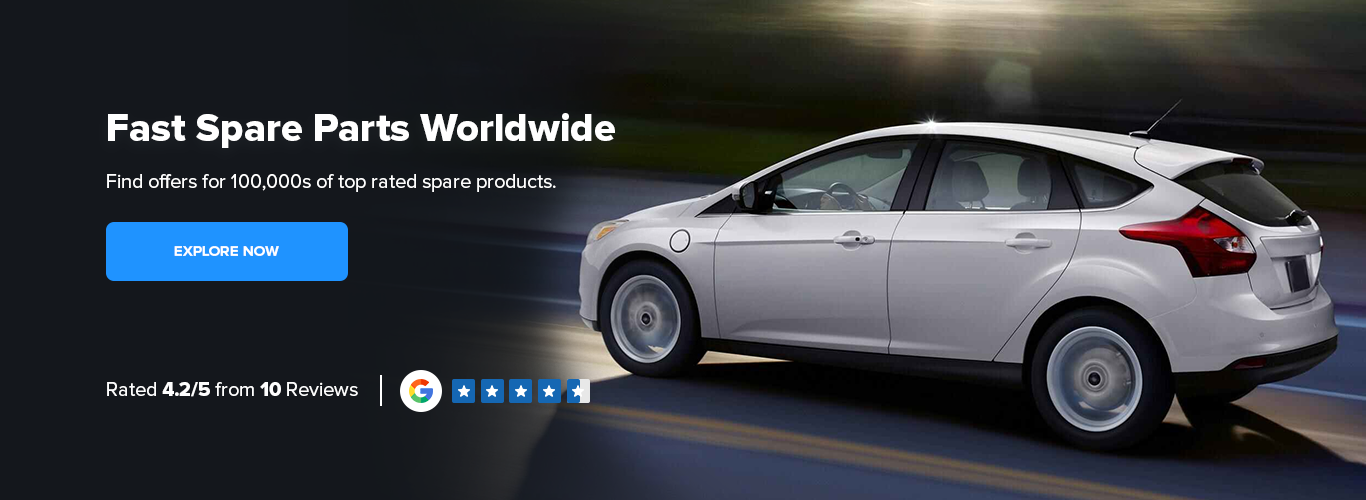 Fast Spare Parts Worldwide
Find offers for 100,000s of top rated spare products.
EXPLORE NOW
Rated 4.2/5 from 10 Reviews